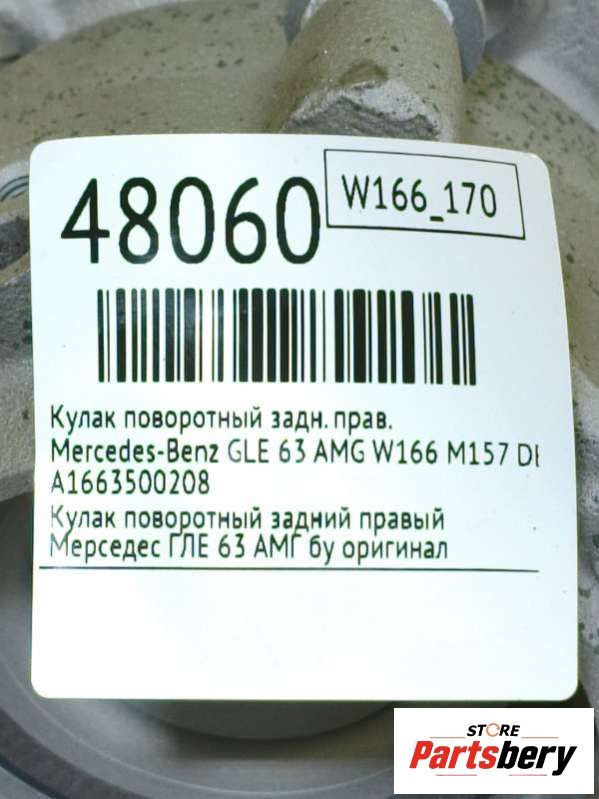 48060
W166_170
Кулак поворотный задн. прав.
Mercedes-Benz GLE 63 AMG W166 M157
A1663500208
Кулак поворотный задний правый
Мерседес ГЛЕ 63 АМГ бу оригинал
STORE
Partsbery